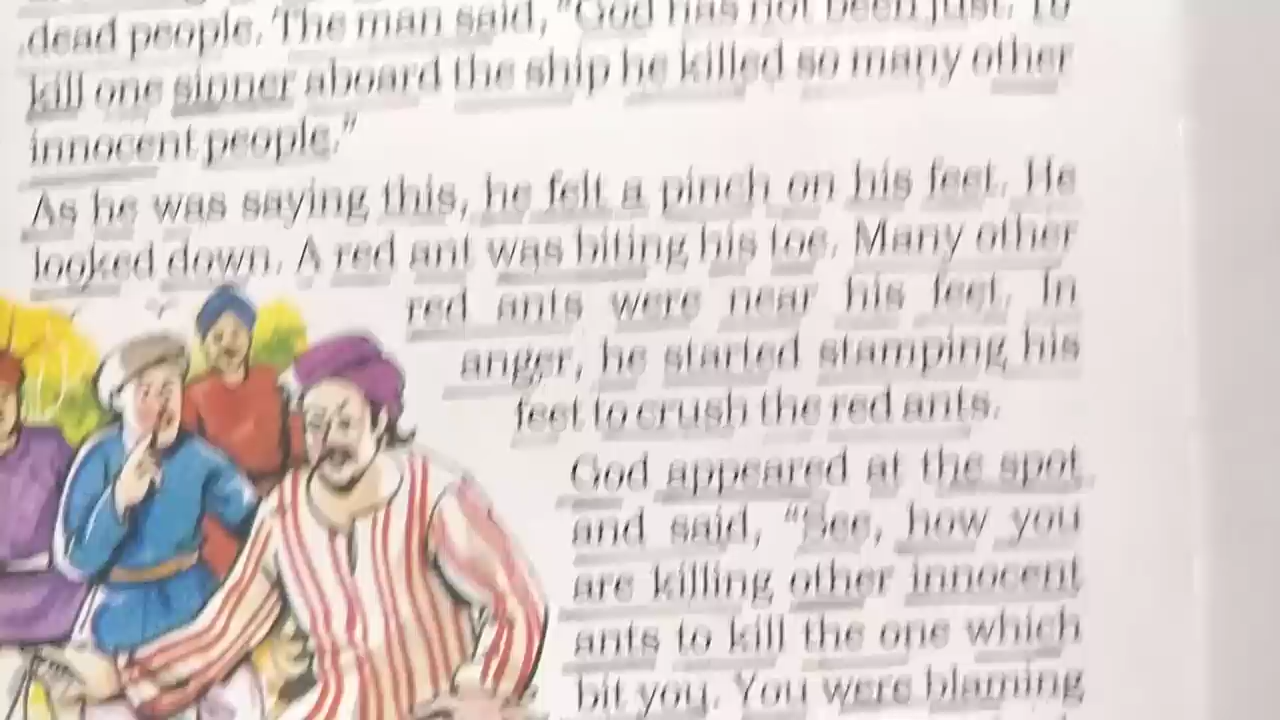 dead people. The man said, "God has not been just. To
kill one sinner aboard the ship he killed so many other
innocent people."
As he was saying this, he felt a pinch on his feet. He
looked down. A red ant was biting his toe. Many other
red ants were near his feet. In
anger, he started stamping his
feet to crush the red ants.
God appeared at the spot
and said, "See, how you
are killing other innocent
ants to kill the one which
bit you. You were blaming